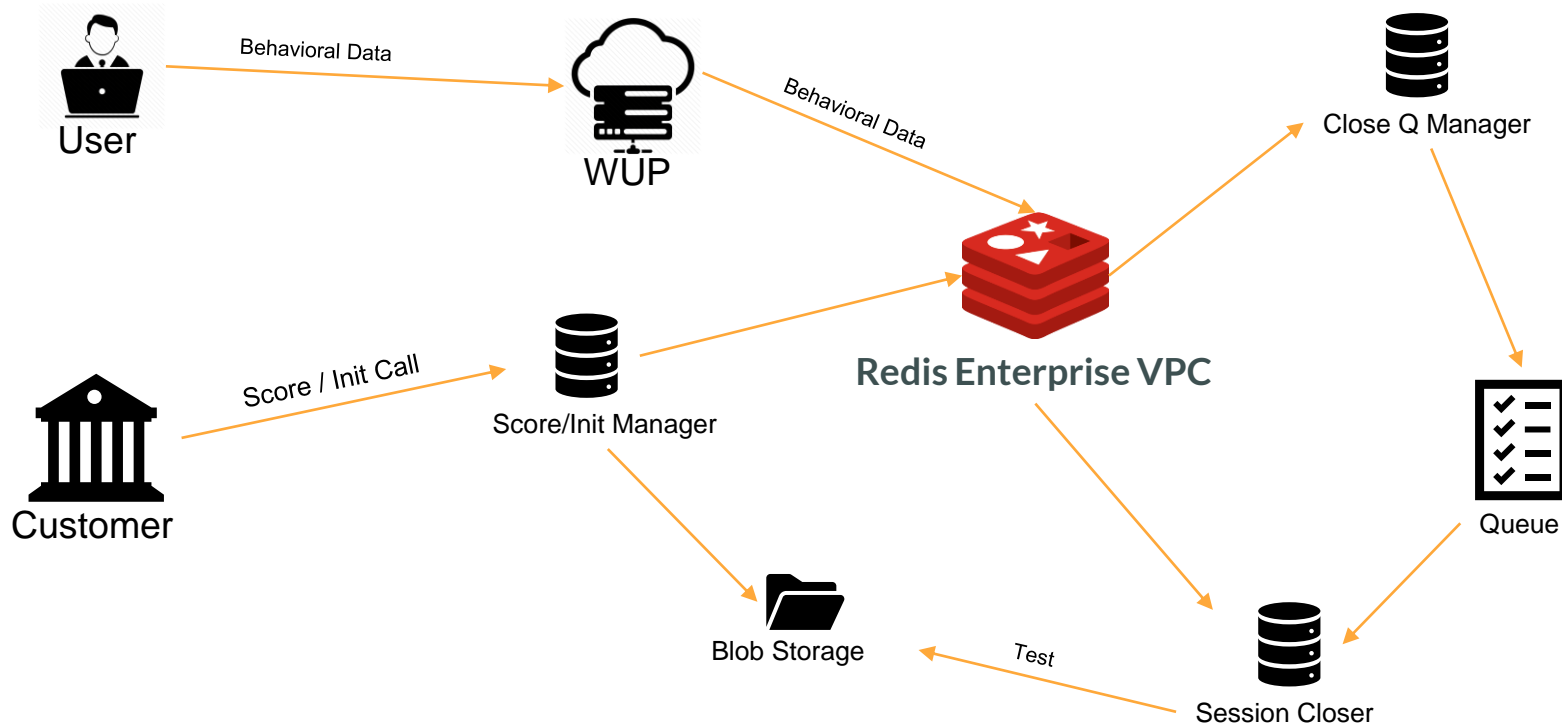 Behavioral Data
User
WUP
Behavioral Data
Close Q Manager
Redis Enterprise VPC
Score / Init Call
Score/Init Manager
Customer
Queue
Blob Storage
Test
Session Closer